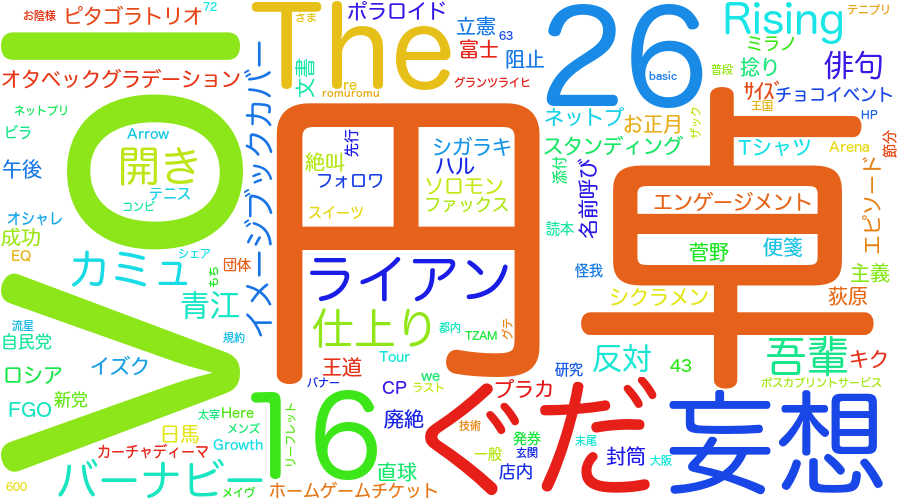 お陰様
ピタゴラトリオ
72
The
さま
ポラロイド
立憲
63
26
Rising
テニプリ
オタベックグラデーション
文書
re
romuromu
富士
阻止
グランツライヒ
basic
普段
ミラノ
捻り
俳句
ネットプリ
ビラ
Arrow
開き
イメージブックカバー
円卓
先行
絶叫
シガラキ
ハル
フォロワ
ソロモン
ファックス
スイーツ
ネットプ
お正月
ザック
サイズ
王国
チョコイベント
HP
スタンディング
Tシャツ
Arena
節分
添付
名前呼び
午後
テニス
コンビ
オシャレ
成功
EQ
カミュ
シェア
団体
もち
読本
エンゲージメント
エピソード
菅野
便箋
怪我
主義
ライアン
シクラメン
荻原
青江
流星
自民党
規約
仕上り
都内
TZAM
グテ
反対
43
吾輩
キク
イズク
王道
Tour
we
研究
ロシア
バナー
CP
ラスト
プラカ
ポスカプリントサービス
新党
FGO
太宰
Here
メンズ
リーフレット
16
廃絶
ぐだ
妄想
日馬
Growth
カーチャディーマ
技術
発券
玄関
末尾
一般
店内
封筒
大阪
バーナビー
メイヴ
直球
ホームゲームチケット
600